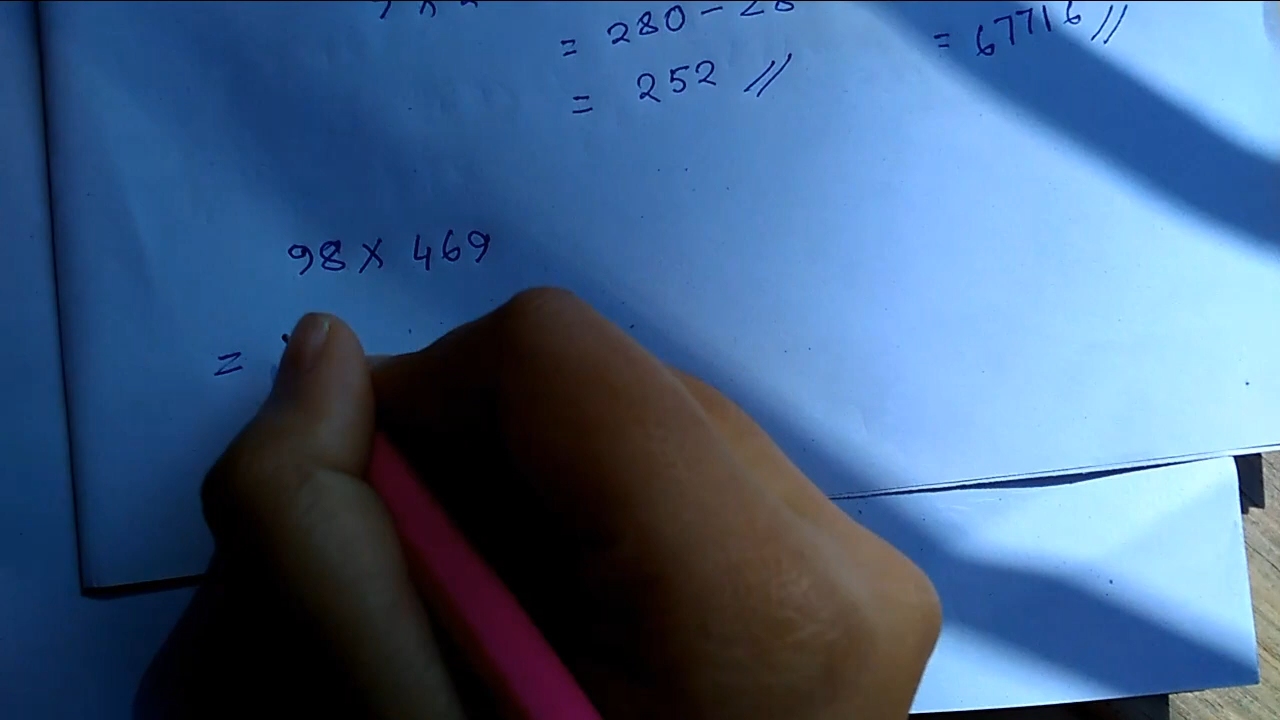 = 280 - 28
= 252 //
= 67716 //
98 X 469
=